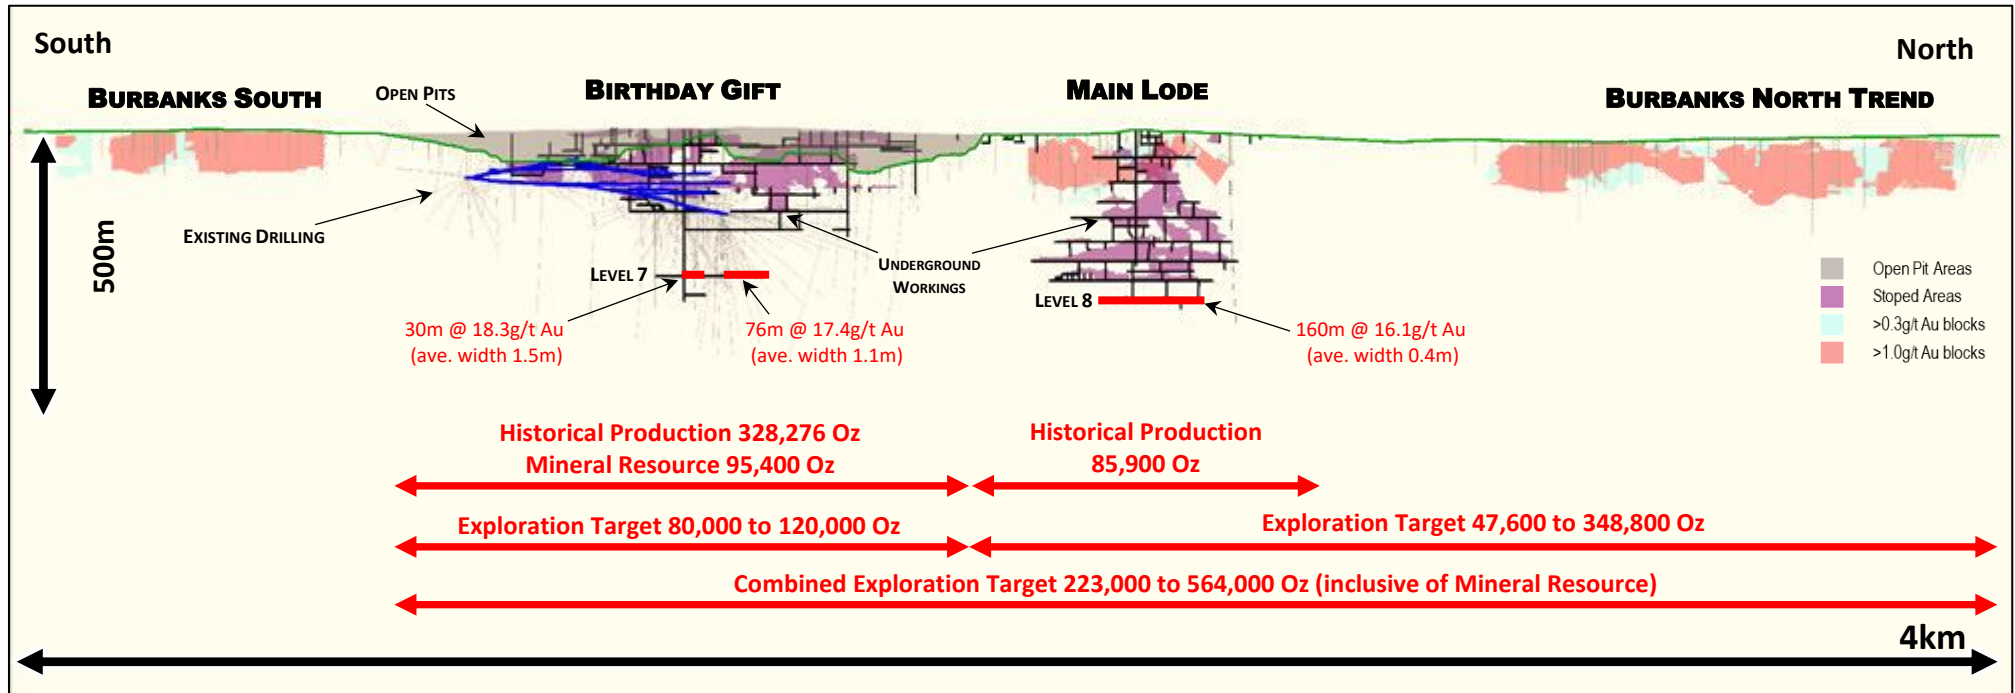 South
North
BURBANKS SOUTH
OPEN PITS
BIRTHDAY GIFT
MAIN LODE
BURBANKS NORTH TREND
500m
EXISTING DRILLING
LEVEL 7
UNDERGROUND
WORKINGS
LEVEL 8
30m @ 18.3g/t Au
(ave. width 1.5m)
76m @ 17.4g/t Au
(ave. width 1.1m)
160m @ 16.1g/t Au
(ave. width 0.4m)
Open Pit Areas
Stoped Areas
>0.3g/t Au blocks
>1.0g/t Au blocks
Historical Production 328,276 Oz
Mineral Resource 95,400 Oz
Historical Production
85,900 Oz
Exploration Target 80,000 to 120,000 Oz
Exploration Target 47,600 to 348,800 Oz
Combined Exploration Target 223,000 to 564,000 Oz (inclusive of Mineral Resource)
4km